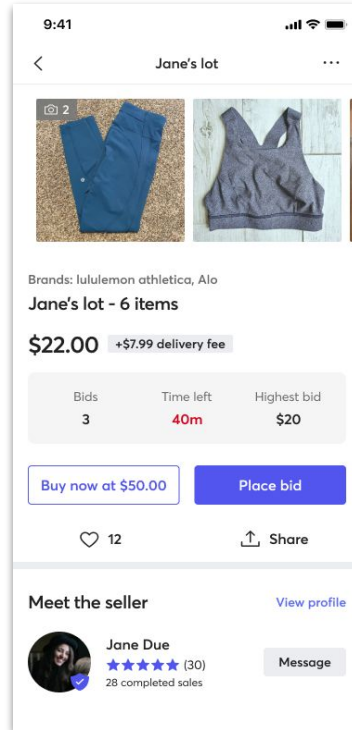 9:41
Jane's lot
2
Brands: lululemon athletica, Alo
Jane's lot - 6 items
$22.00 +$7.99 delivery fee
Bids Time left Highest bid
3 40m $20
Buy now at $50.00 Place bid
12 Share
Meet the seller View profile
Jane Due
(30)
28 completed sales
Message